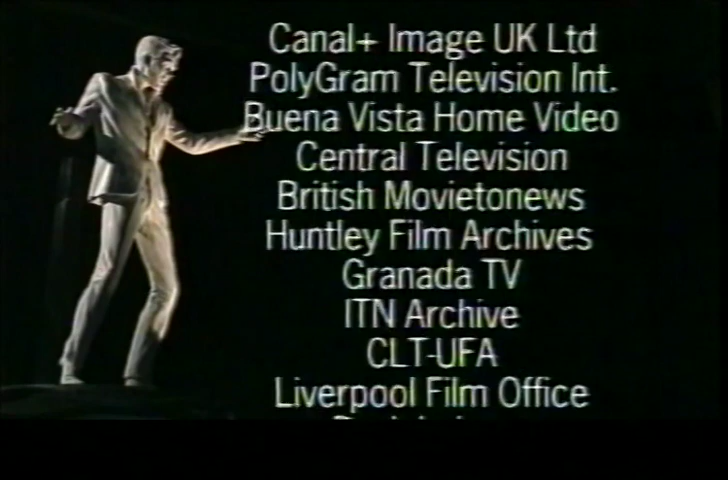 Canal+ Image UK Ltd
PolyGram Television Int.
Buena Vista Home Video
Central Television
British Movietonews
Huntley Film Archives
Granada TV
ITN Archive
CLT-UFA
Liverpool Film Office